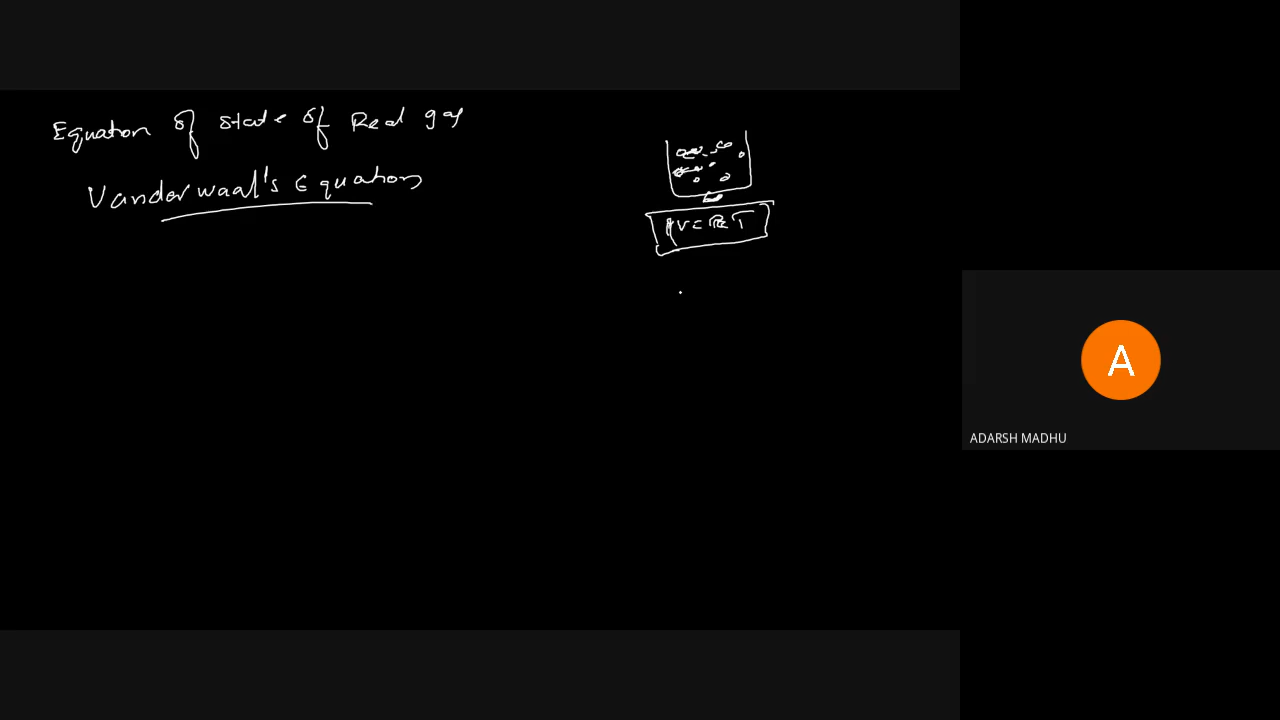 Equation of state of Real gas
Vanderwaal's Equation
PV = RT
A
ADARSH MADHU